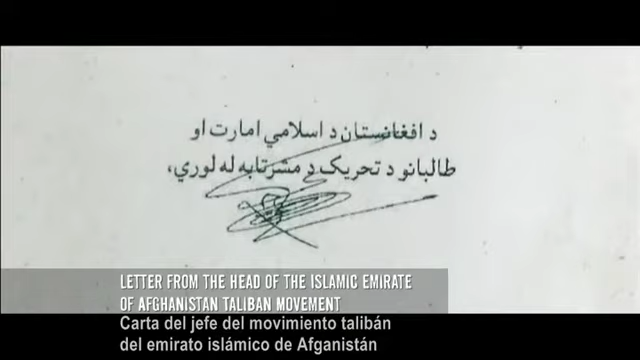 د افغانستان د اسلامي امارت او
طالبانو د تحریک د مشرتابه له لوري،
LETTER FROM THE HEAD OF THE ISLAMIC EMIRATE
OF AFGHANISTAN TALIBAN MOVEMENT
Carta del jefe del movimiento talibán
del emirato islámico de Afganistán